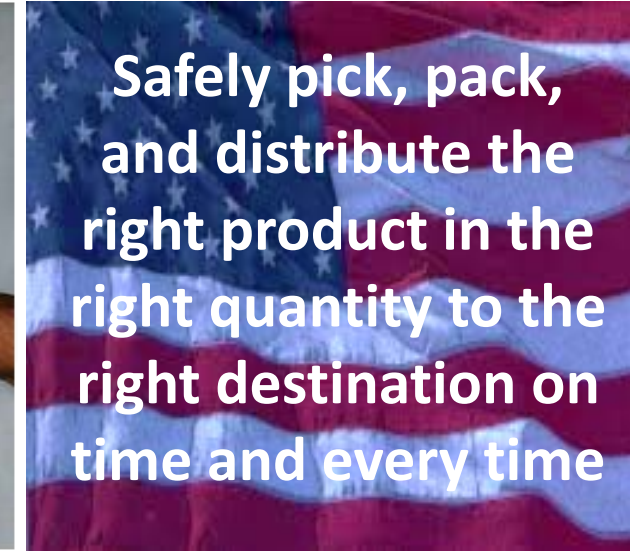 Safely pick, pack,
and distribute the
right product in the
right quantity to the
right destination on
time and every time